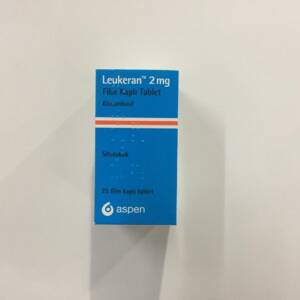 Leukeran™ 2 mg
Film Kaplı Tablet
Klorambusil
Sitotoksik
25 film kaplı tablet
aspen